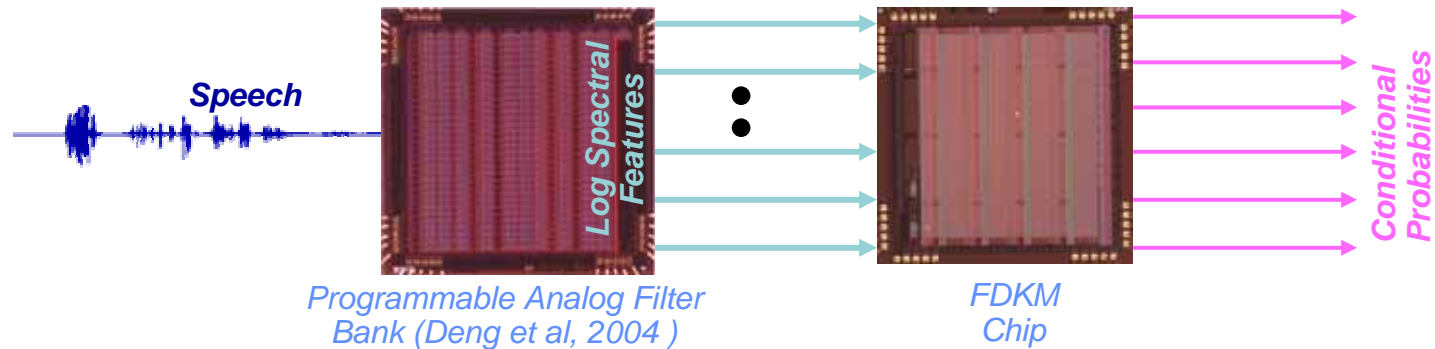 Speech
Log Spectral
Features
Conditional
Probabilities
Programmable Analog Filter
Bank (Deng et al, 2004 )
FDKM
Chip